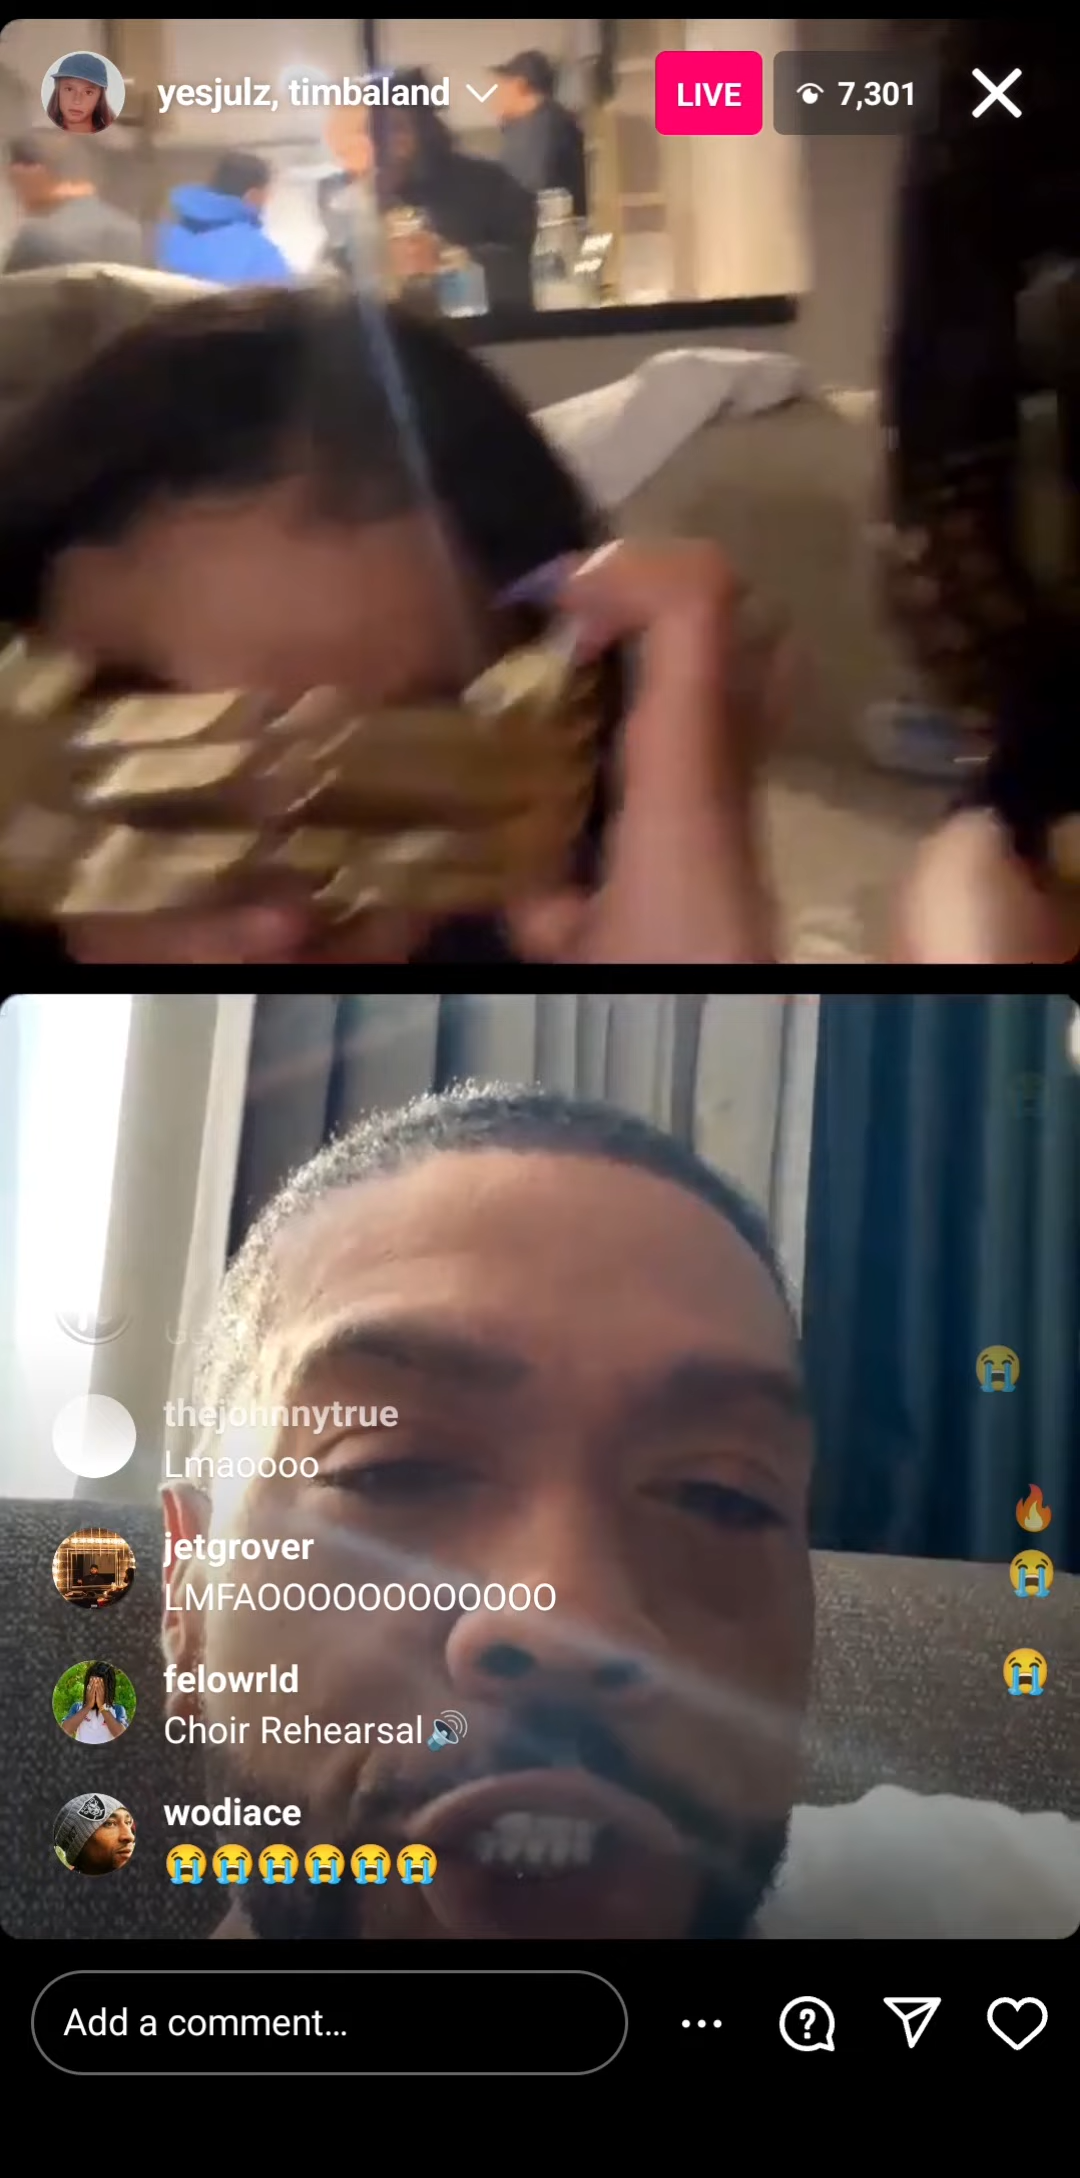 yesjulz, timbaland
LIVE
7,301
thejohnnytrue
Lmaoooo
jetgrover
LMFAOOOOOOOOOOOO
felowrld
Choir Rehearsal🔊
wodiace
😭😭😭😭😭😭
Add a comment...